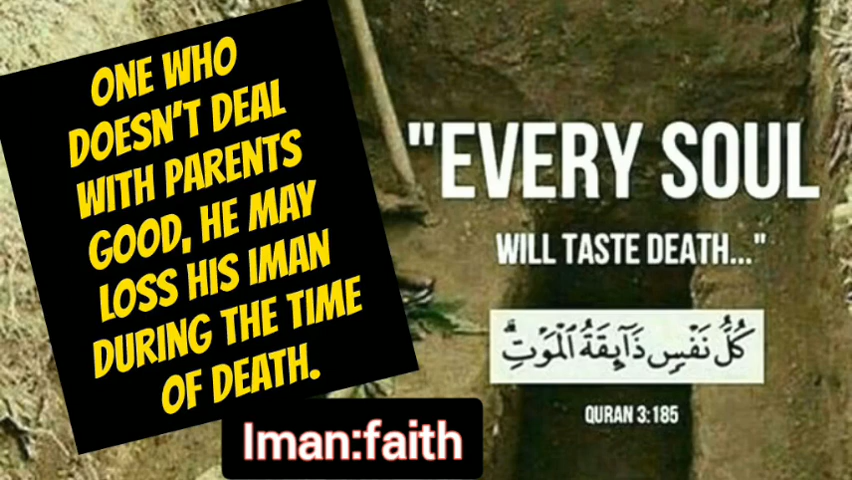 ONE WHO
DOESN'T DEAL
WITH PARENTS
GOOD, HE MAY
LOSS HIS IMAN
DURING THE TIME
OF DEATH.
Iman:faith
"EVERY SOUL
WILL TASTE DEATH..."
كُلُّ نَفْسٍ ذَآئِقَةُ الْمَوْتِ ۗ
QURAN 3:185